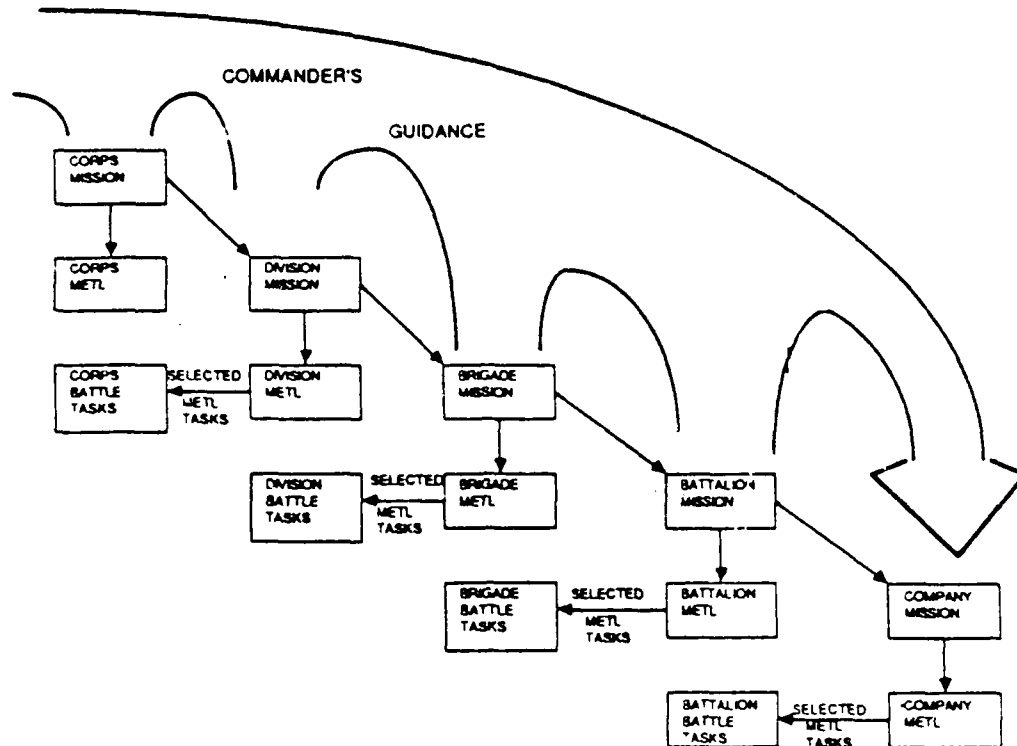 COMMANDER'S
GUIDANCE
CORPS
MISSION
CORPS
METL
DIVISION
MISSION
CORPS
BATTLE
TASKS
SELECTED
METL
TASKS
DIVISION
METL
BRIGADE
MISSION
DIVISION
BATTLE
TASKS
SELECTED
METL
TASKS
BRIGADE
METL
BATTALION
MISSION
BRIGADE
BATTLE
TASKS
SELECTED
METL
TASKS
BATTALION
METL
COMPANY
MISSION
BATTALION
BATTLE
TASKS
SELECTED
METL
TASKS
COMPANY
METL